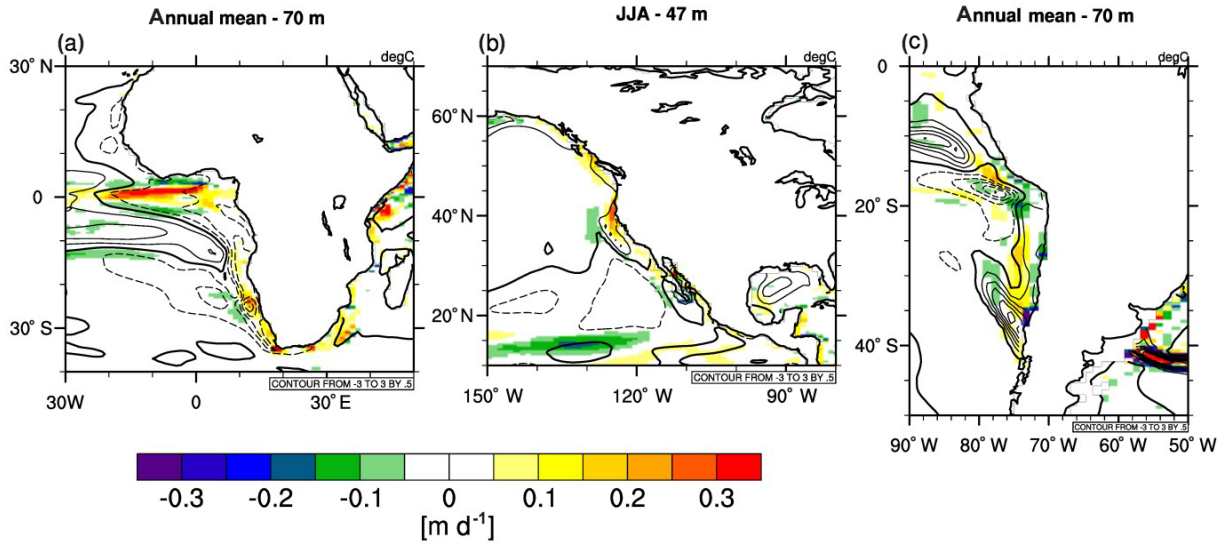 Annual mean - 70 m
JJA - 47 m
Annual mean - 70 m
(a)
degC
(b)
degC
(c)
degC
30° N
0
30° S
30W
0
30° E
CONTOUR FROM -3 TO 3 BY .5
60° N
40° N
20° N
150° W
120° W
90° W
CONTOUR FROM -3 TO 3 BY .5
0
20° S
40° S
90° W
80° W
70° W
60° W
50° W
CONTOUR FROM -3 TO 3 BY .5
-0.3
-0.2
-0.1
0
0.1
0.2
0.3
[m d⁻¹]